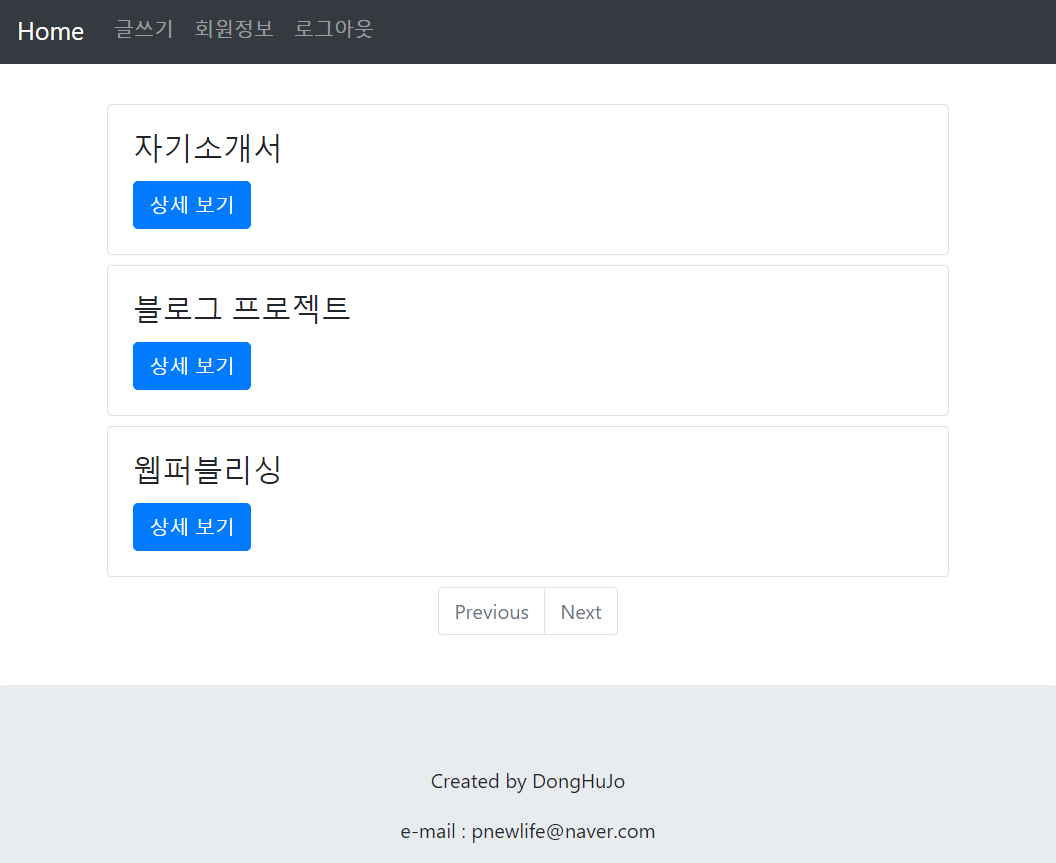 Home 글쓰기 회원정보 로그아웃
자기소개서
상세 보기
블로그 프로젝트
상세 보기
웹퍼블리싱
상세 보기
Previous Next
Created by DongHuJo
e-mail : pnewlife@naver.com